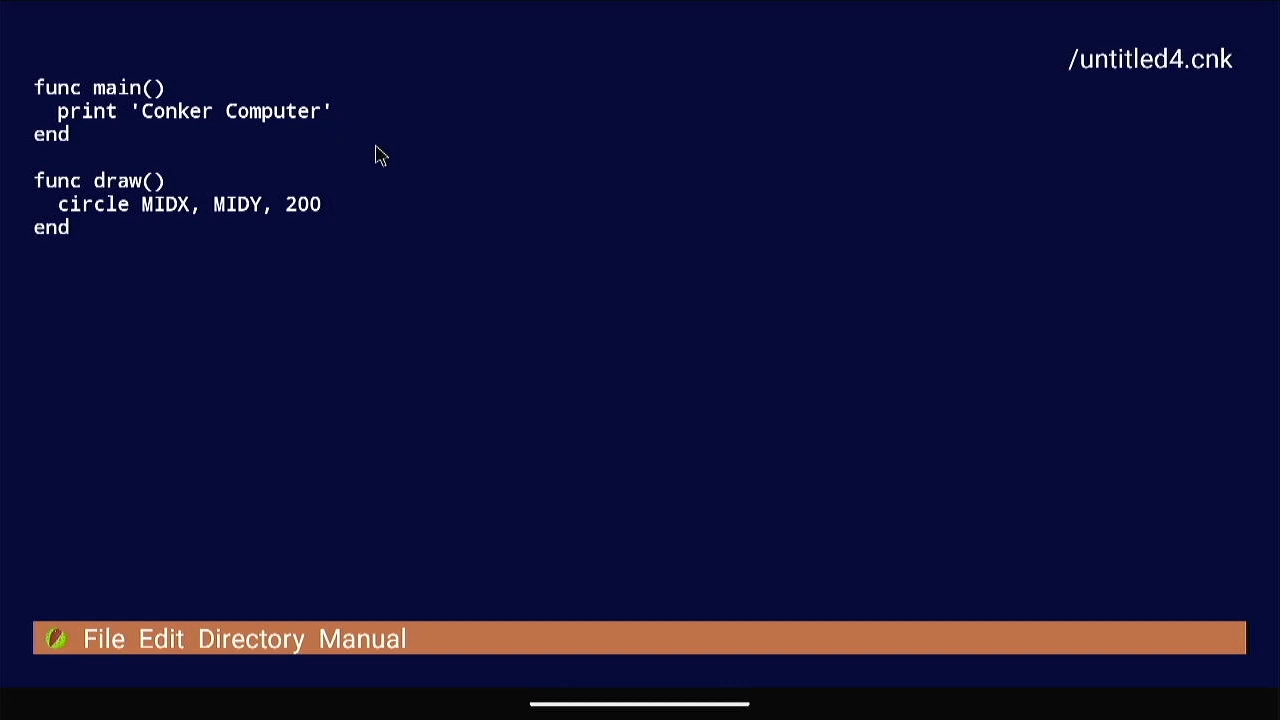 /untitled4.cnk
func main()
  print 'Conker Computer'
end
func draw()
  circle MIDX, MIDY, 200
end
File Edit Directory Manual